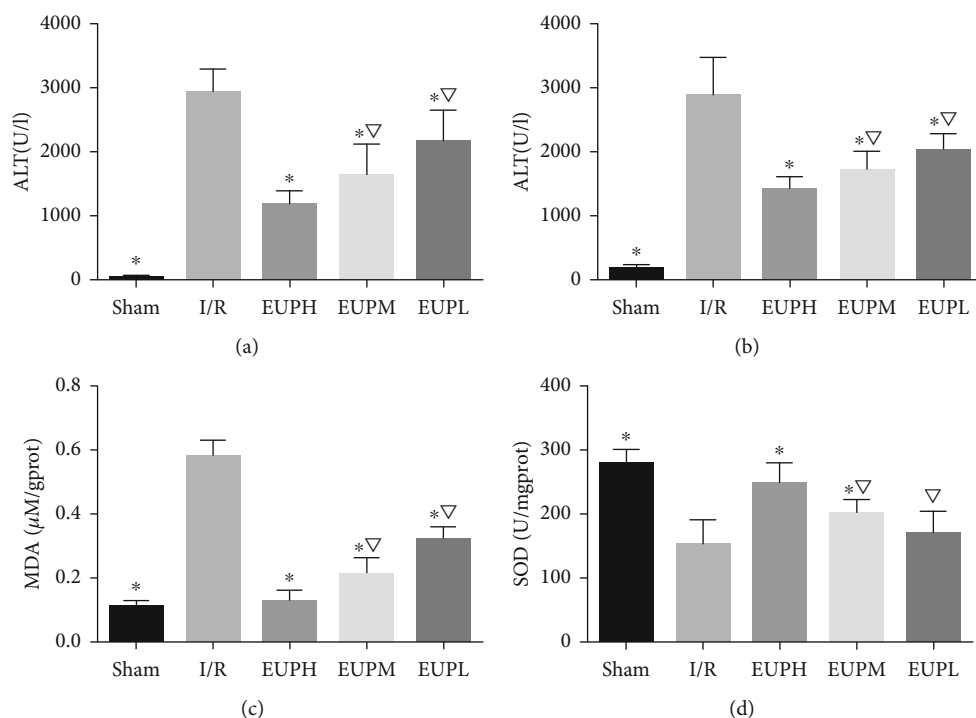 4000
3000
2000
1000
0
ALT(U/l)
*
*
*▽
*▽
Sham
I/R
EUPH
EUPM
EUPL
(a)
4000
3000
2000
1000
0
ALT(U/l)
*
*
*▽
*▽
Sham
I/R
EUPH
EUPM
EUPL
(b)
0.8
0.6
0.4
0.2
0.0
MDA (μM/gprot)
*
*
*▽
*▽
Sham
I/R
EUPH
EUPM
EUPL
(c)
400
300
200
100
0
SOD (U/mgprot)
*
*
*▽
▽
Sham
I/R
EUPH
EUPM
EUPL
(d)